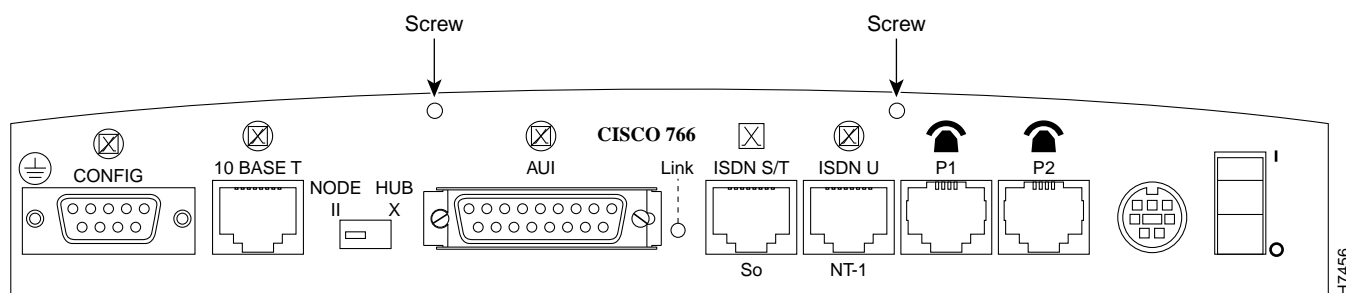 Screw
Screw
CISCO 766
CONFIG
10 BASE T
AUI
Link
ISDN S/T
ISDN U
P1
P2
NODE
HUB
II
X
I
O
So
NT-1
H7456